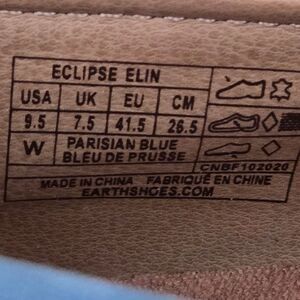 ECLIPSE ELIN
USA UK EU CM
9.5 7.5 41.5 26.5
W PARISIAN BLUE
BLEU DE PRUSSE
CNBF102020
MADE IN CHINA FABRIQUÉ EN CHINE
EARTHSHOES.COM